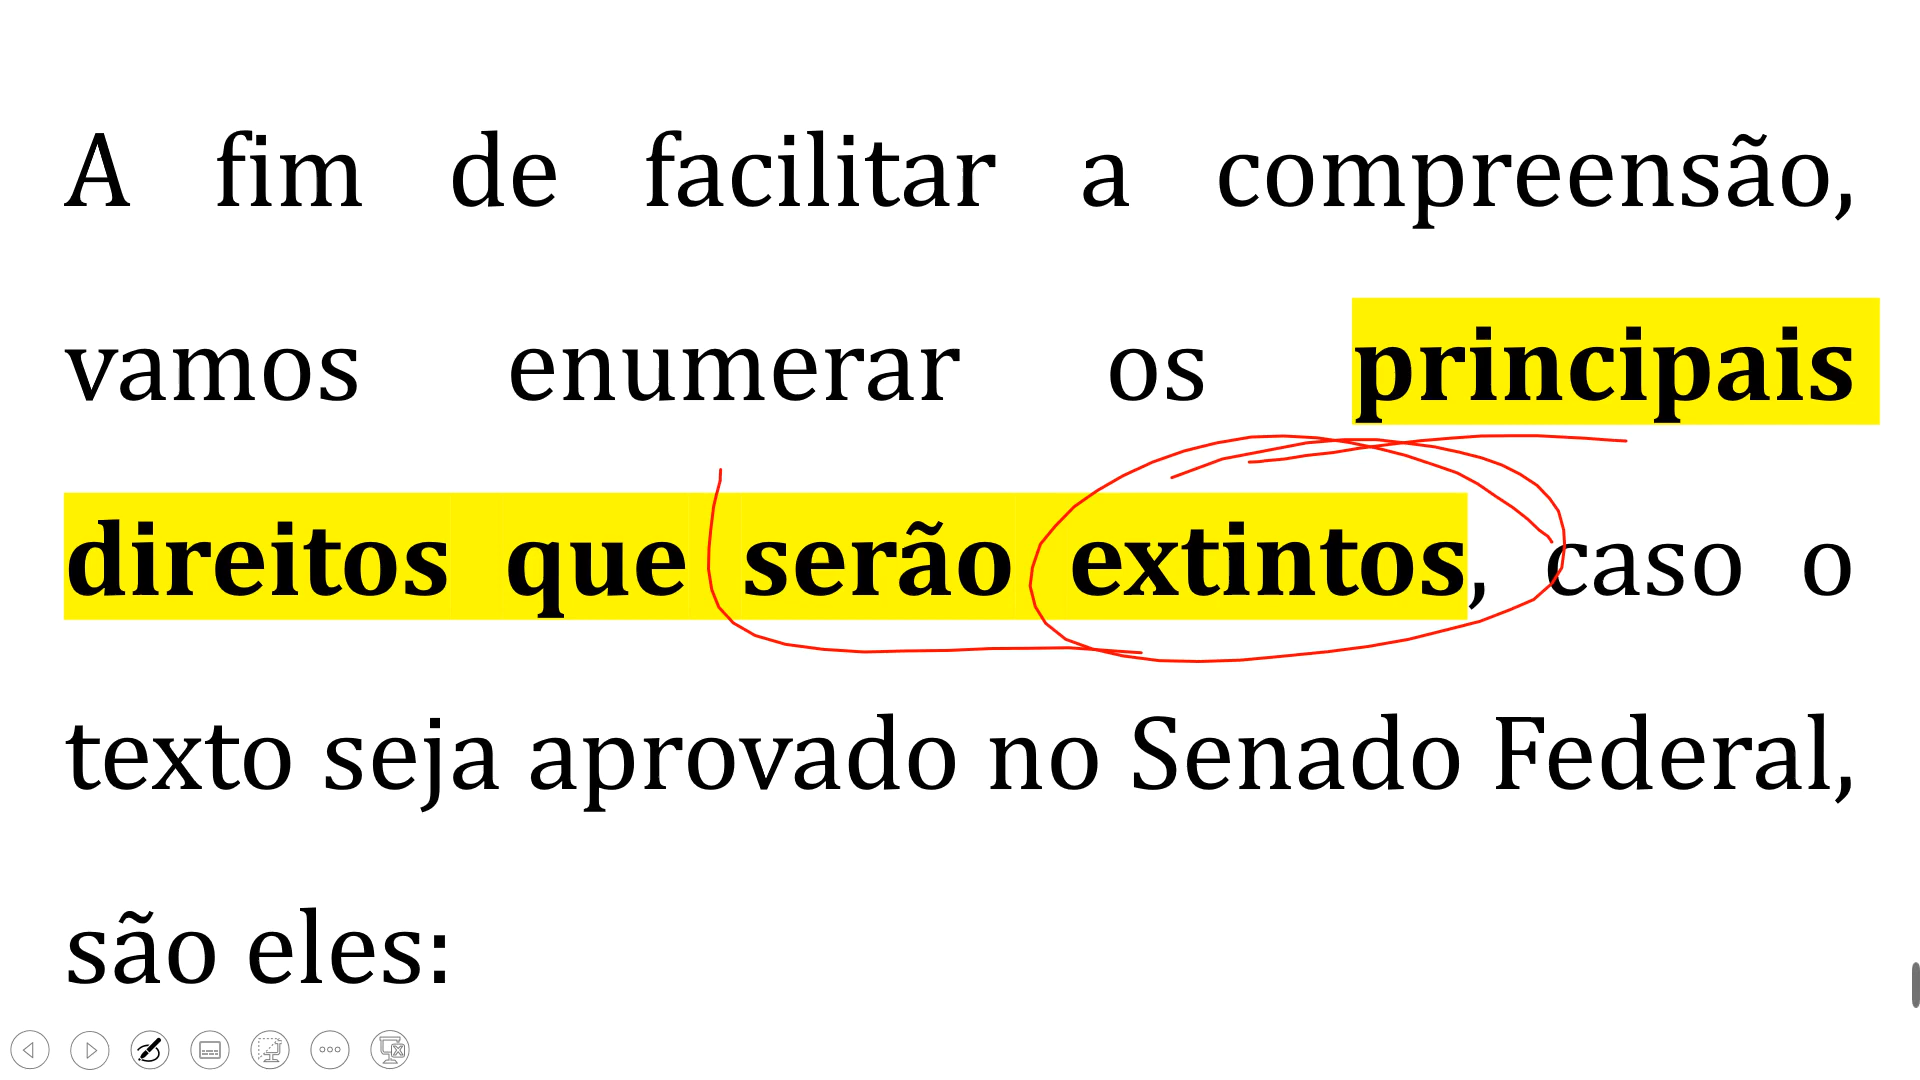 A fim de facilitar a compreensão,
vamos enumerar os principais
direitos que serão extintos, caso o
texto seja aprovado no Senado Federal,
são eles: